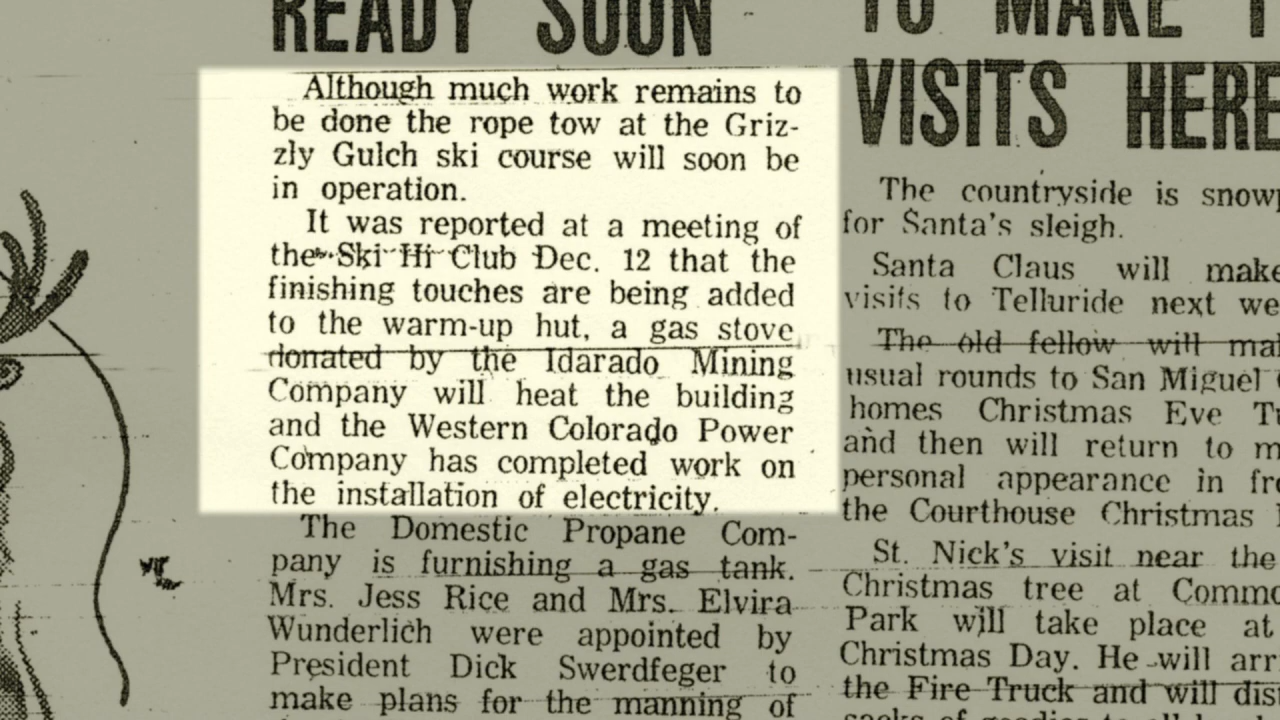 READY SOON
Although much work remains to
be done the rope tow at the Griz-
zly Gulch ski course will soon be
in operation.
It was reported at a meeting of
the Ski Hi Club Dec. 12 that the
finishing touches are being added
to the warm-up hut, a gas stove
donated by the Idarado Mining
Company will heat the building
and the Western Colorado Power
Company has completed work on
the installation of electricity.
The Domestic Propane Com-
pany is furnishing a gas tank.
Mrs. Jess Rice and Mrs. Elvira
Wunderlich were appointed by
President Dick Swerdfeger to
make plans for the manning of
TO MAKE
VISITS HERE
The countryside is
for Santa's sleigh.
Santa Claus will make
visits to Telluride next
The old fellow will
usual rounds to San Miguel
homes Christmas Eve
and then will return to
personal appearance in
the Courthouse Christmas
St. Nick's visit near the
Christmas tree at
Park will take place at
Christmas Day. He will
the Fire Truck and will